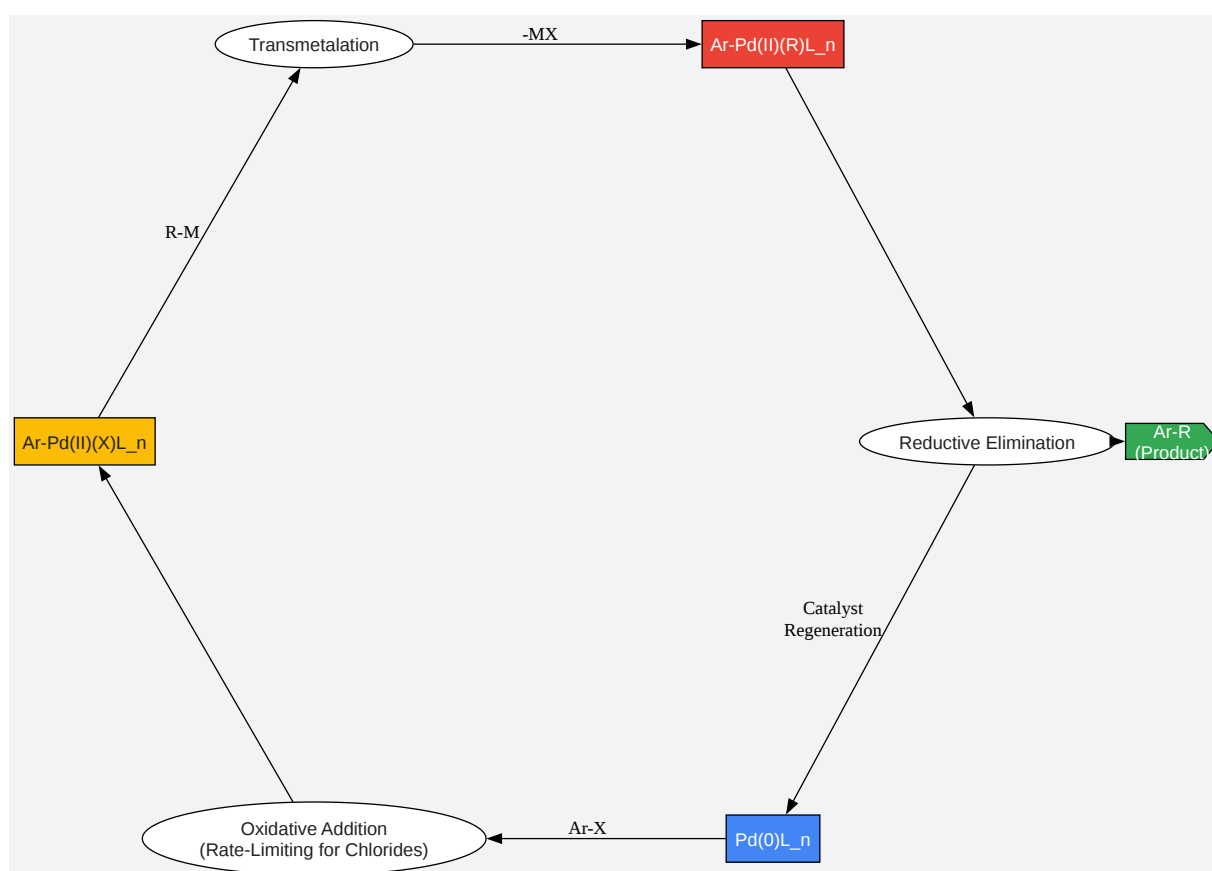 Transmetalation
-MX
Ar-Pd(II)(R)L_n
R-M
Ar-Pd(II)(X)L_n
Reductive Elimination
Ar-R
(Product)
Catalyst
Regeneration
Oxidative Addition
(Rate-Limiting for Chlorides)
Ar-X
Pd(0)L_n